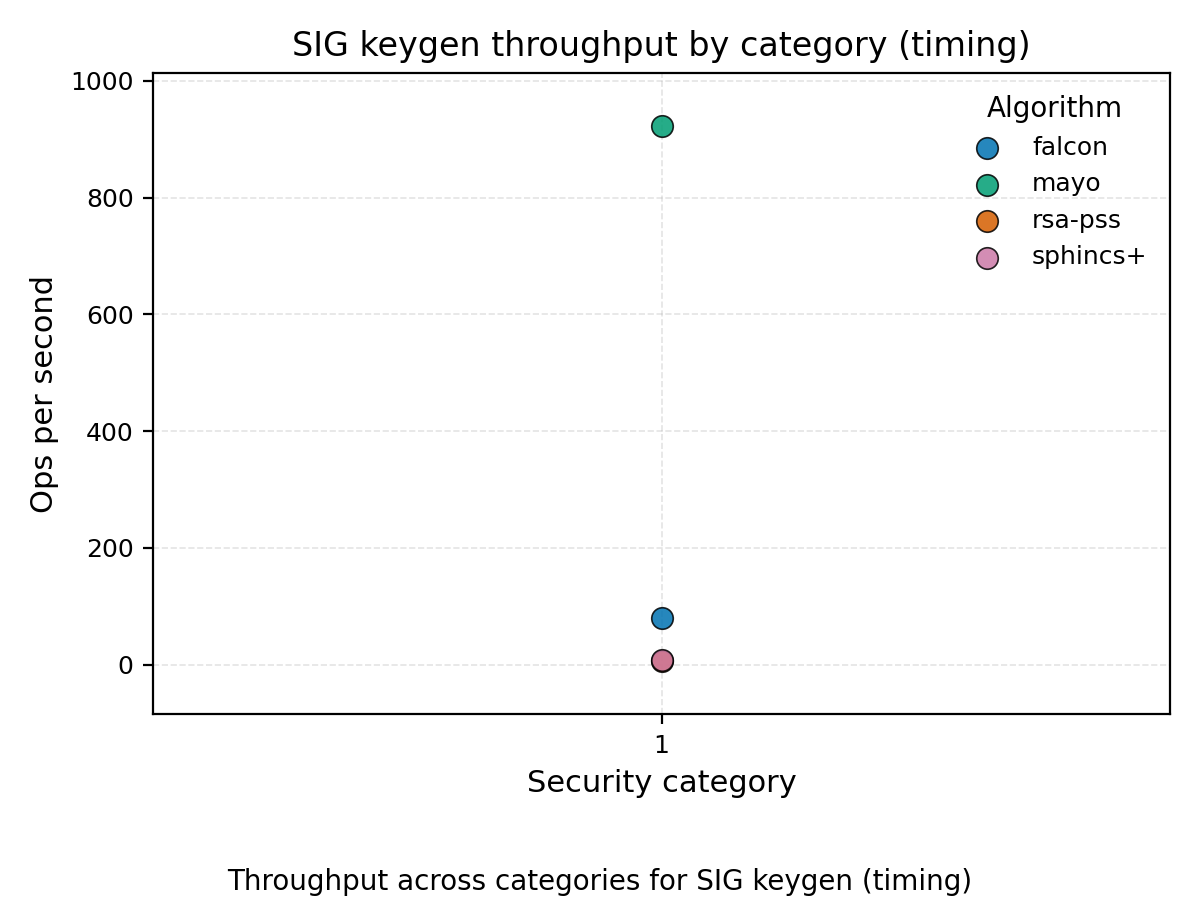 SIG keygen throughput by category (timing)
1000
800
600
400
200
0
Ops per second
Algorithm
falcon
mayo
rsa-pss
sphincs+
1
Security category
Throughput across categories for SIG keygen (timing)